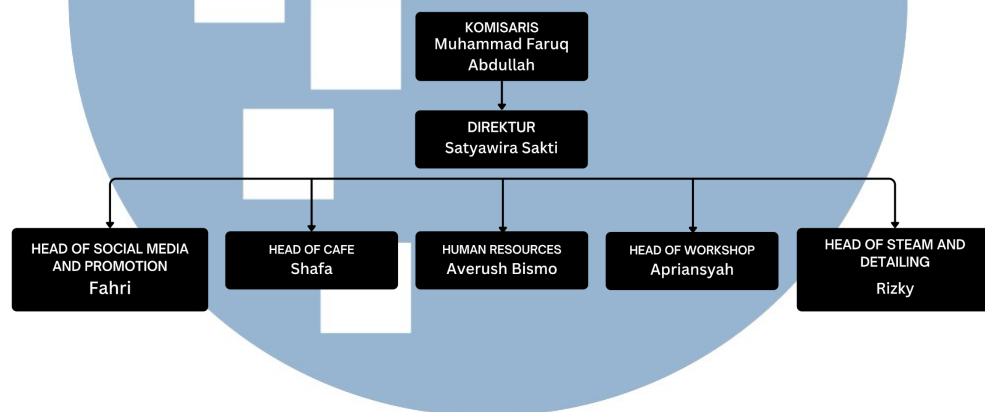 KOMISARIS
Muhammad Faruq
Abdullah
DIREKTUR
Satyawira Sakti
HEAD OF SOCIAL MEDIA
AND PROMOTION
Fahri
HEAD OF CAFE
Shafa
HUMAN RESOURCES
Averush Bismo
HEAD OF WORKSHOP
Apriansyah
HEAD OF STEAM AND
DETAILING
Rizky